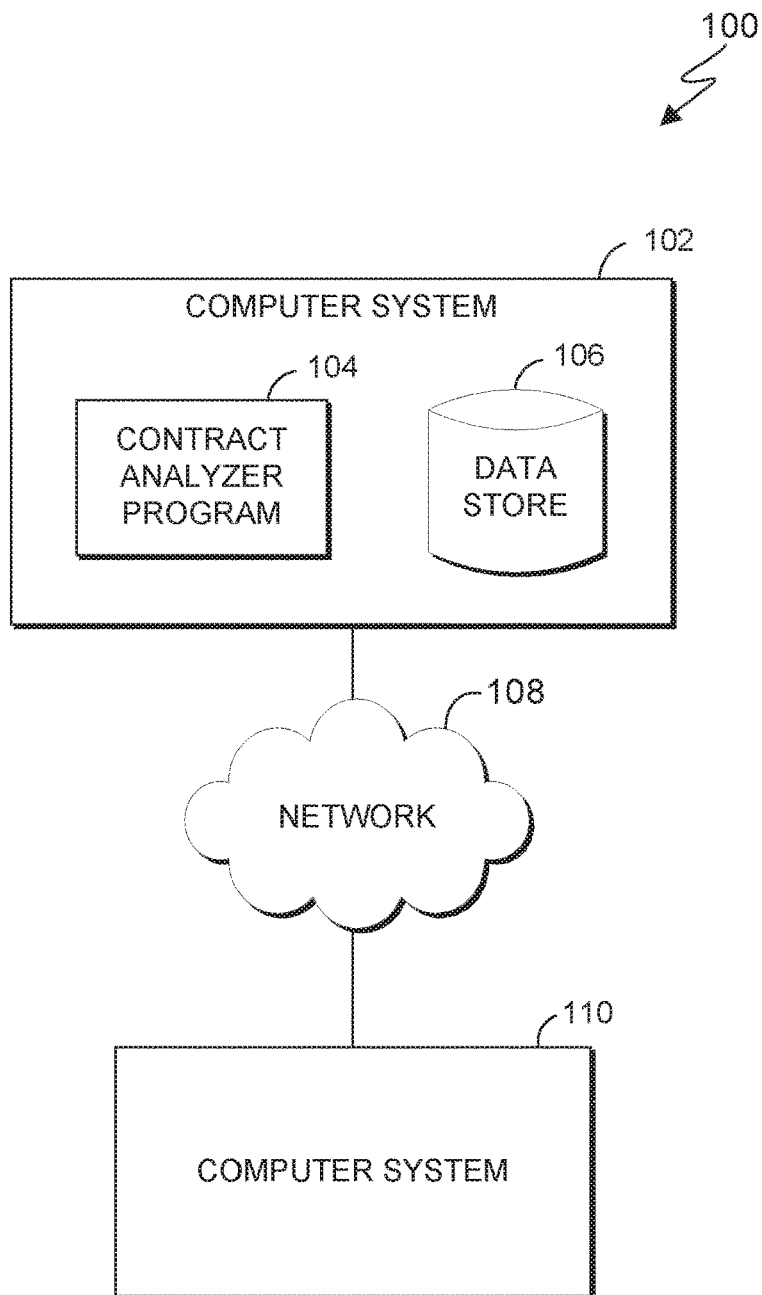 100
102
COMPUTER SYSTEM
104
106
CONTRACT
ANALYZER
PROGRAM
DATA
STORE
108
NETWORK
110
COMPUTER SYSTEM